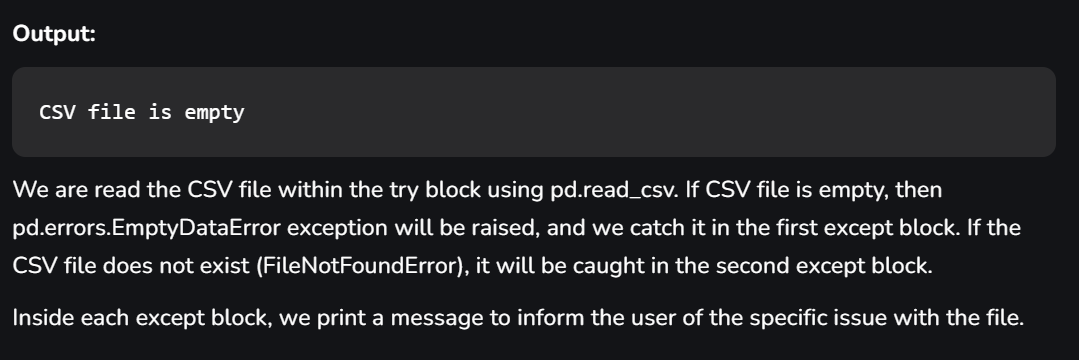 Output:
CSV file is empty
We are read the CSV file within the try block using pd.read_csv. If CSV file is empty, then
pd.errors.EmptyDataError exception will be raised, and we catch it in the first except block. If the
CSV file does not exist (FileNotFoundError), it will be caught in the second except block.
Inside each except block, we print a message to inform the user of the specific issue with the file.